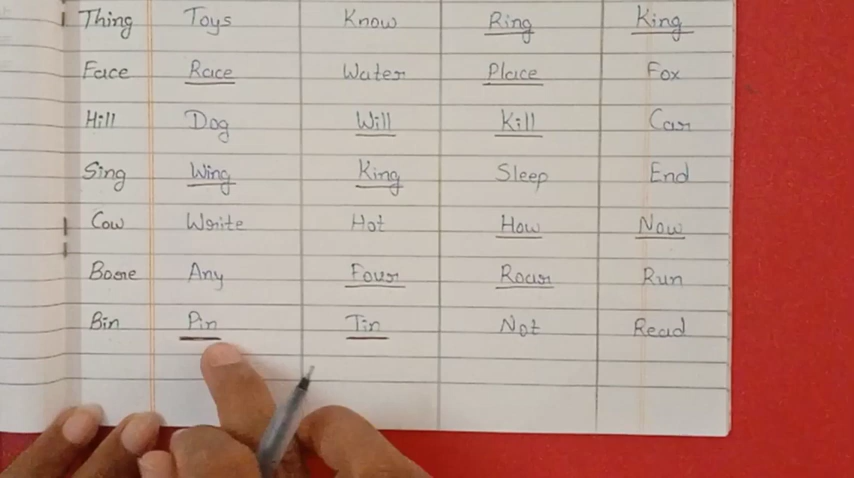 Thing Toys Know Ring King
Face Race Water Place Fox
Hill Dog Will Kill Car
Sing Wing King Sleep End
Cow Write Hot How Now
Bore Any Four Roar Run
Bin Pin Tin Not Read